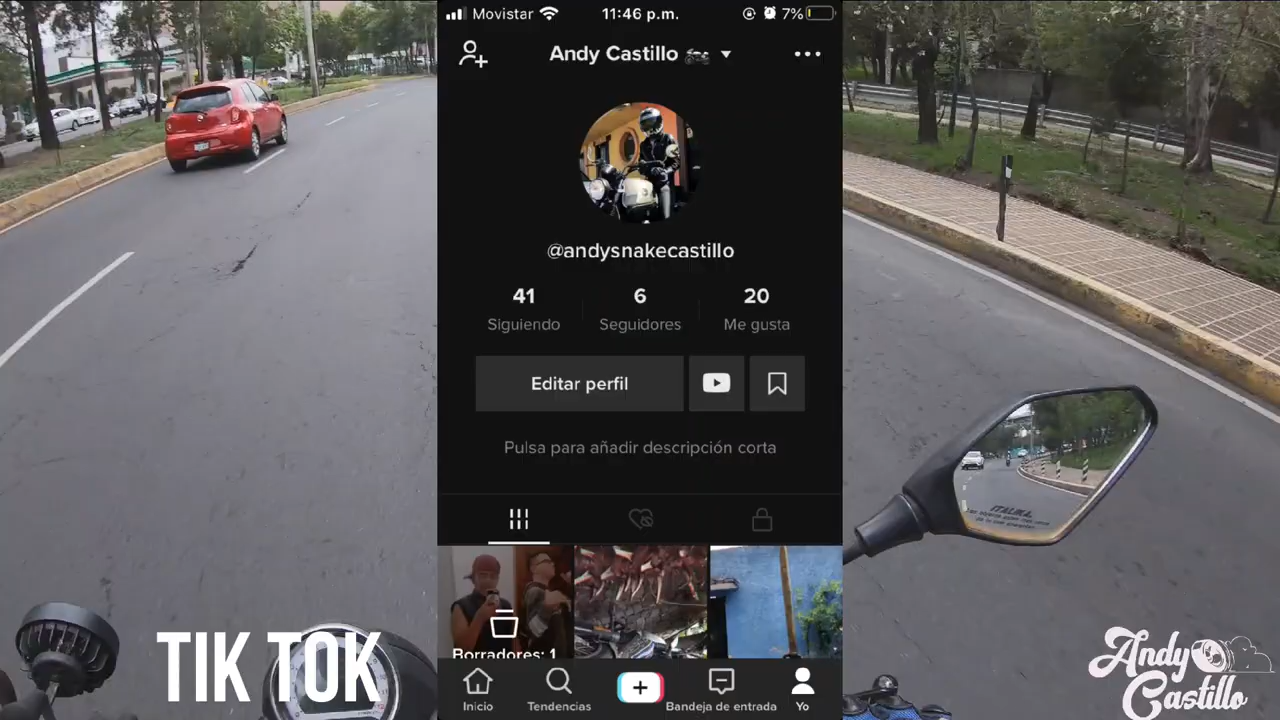 Movistar
11:46 p.m.
7%
Andy Castillo
@andysnakecastillo
41
6
20
Siguiendo
Seguidores
Me gusta
Editar perfil
Pulsa para añadir descripción corta
ITALIKA
Borradores: 1
TIK TOK
Inicio
Tendencias
Bandeja de entrada
Yo
Andy
Castillo